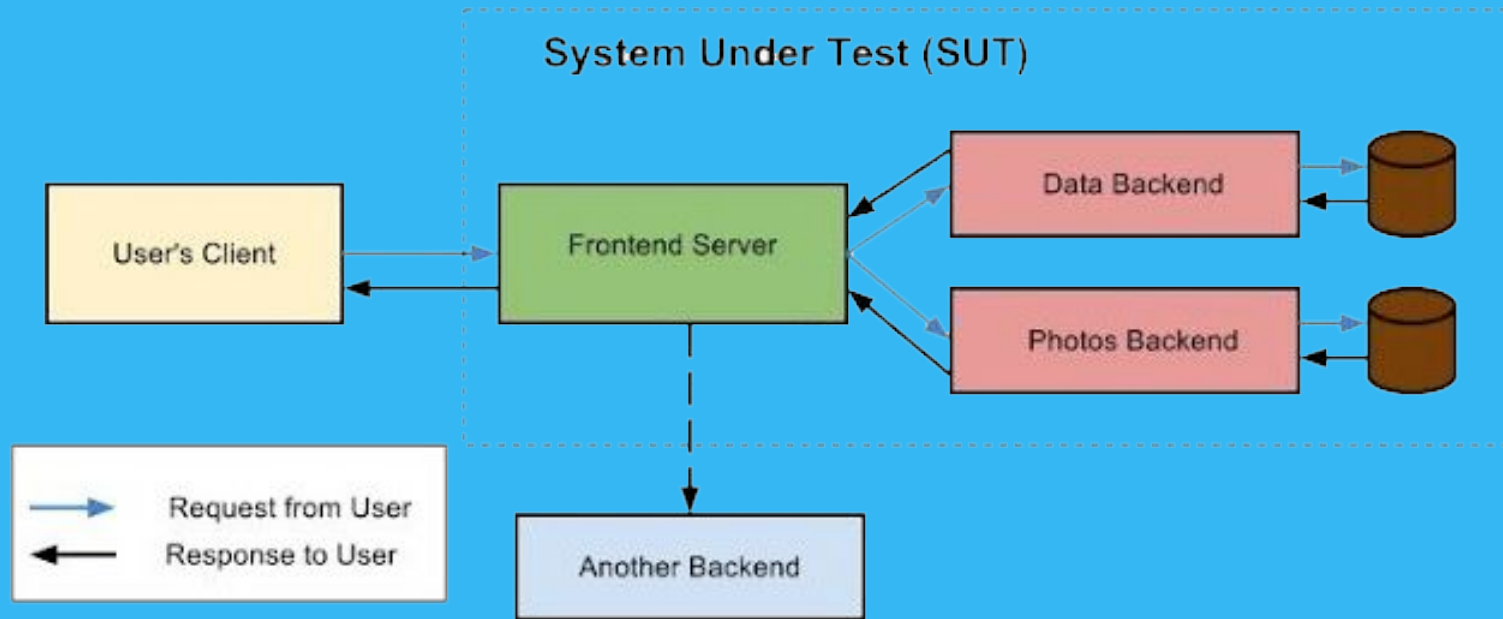 System Under Test (SUT)
Data Backend
User's Client
Frontend Server
Photos Backend
Request from User
Response to User
Another Backend